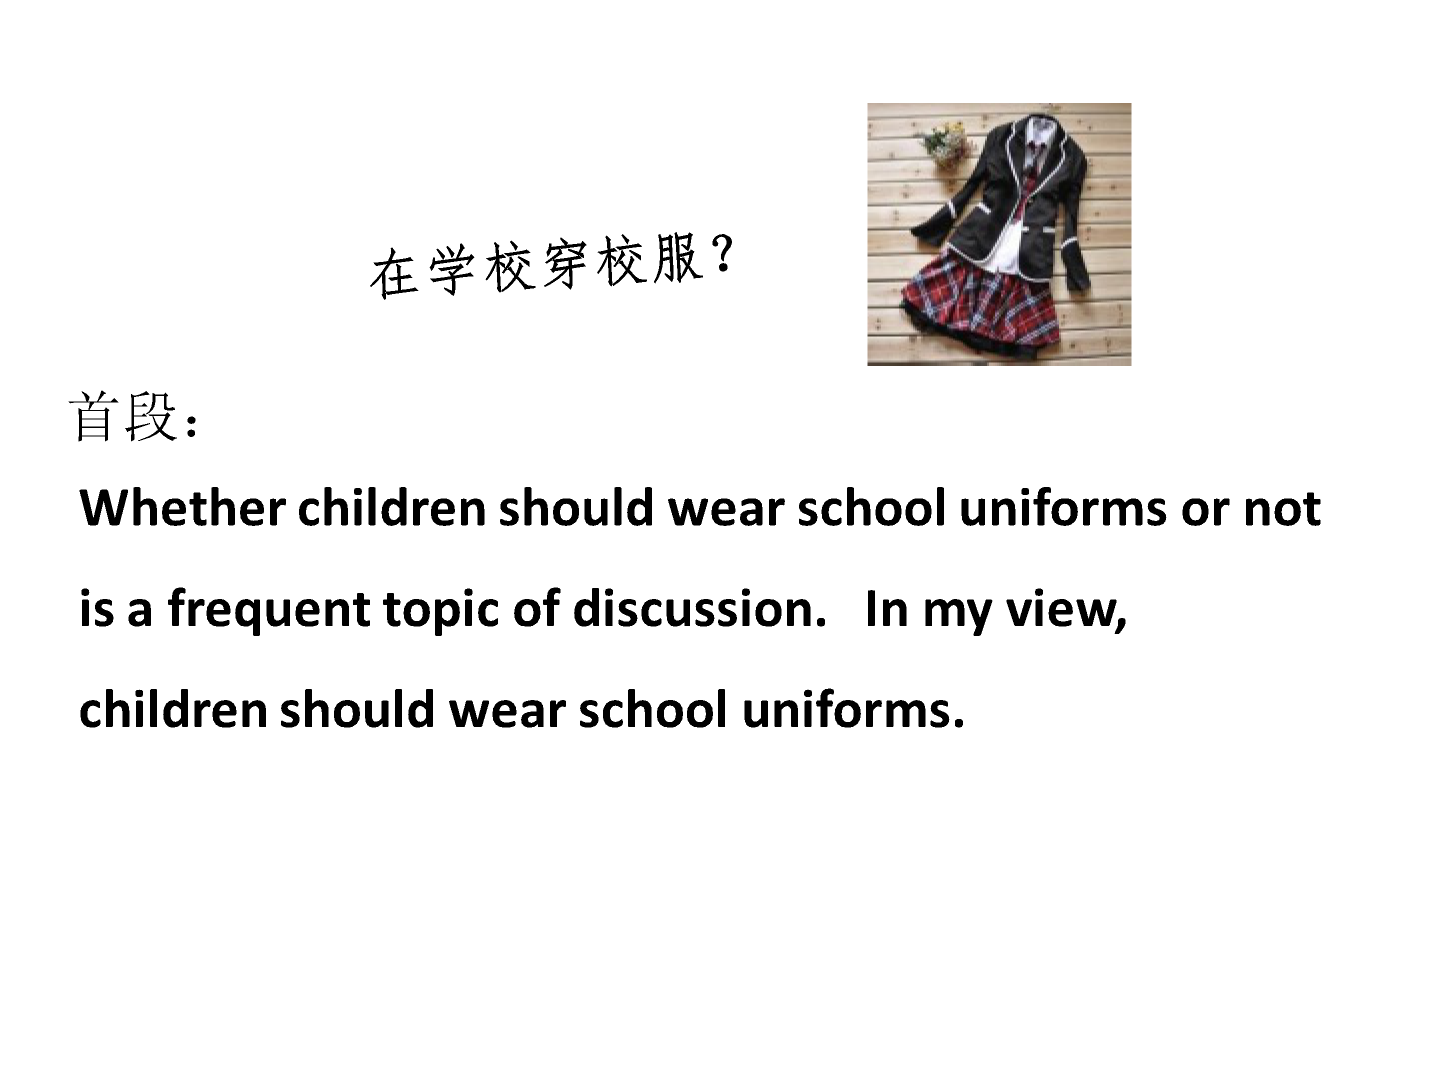 在学校穿校服？
首段：
Whether children should wear school uniforms or not
is a frequent topic of discussion.   In my view,
children should wear school uniforms.